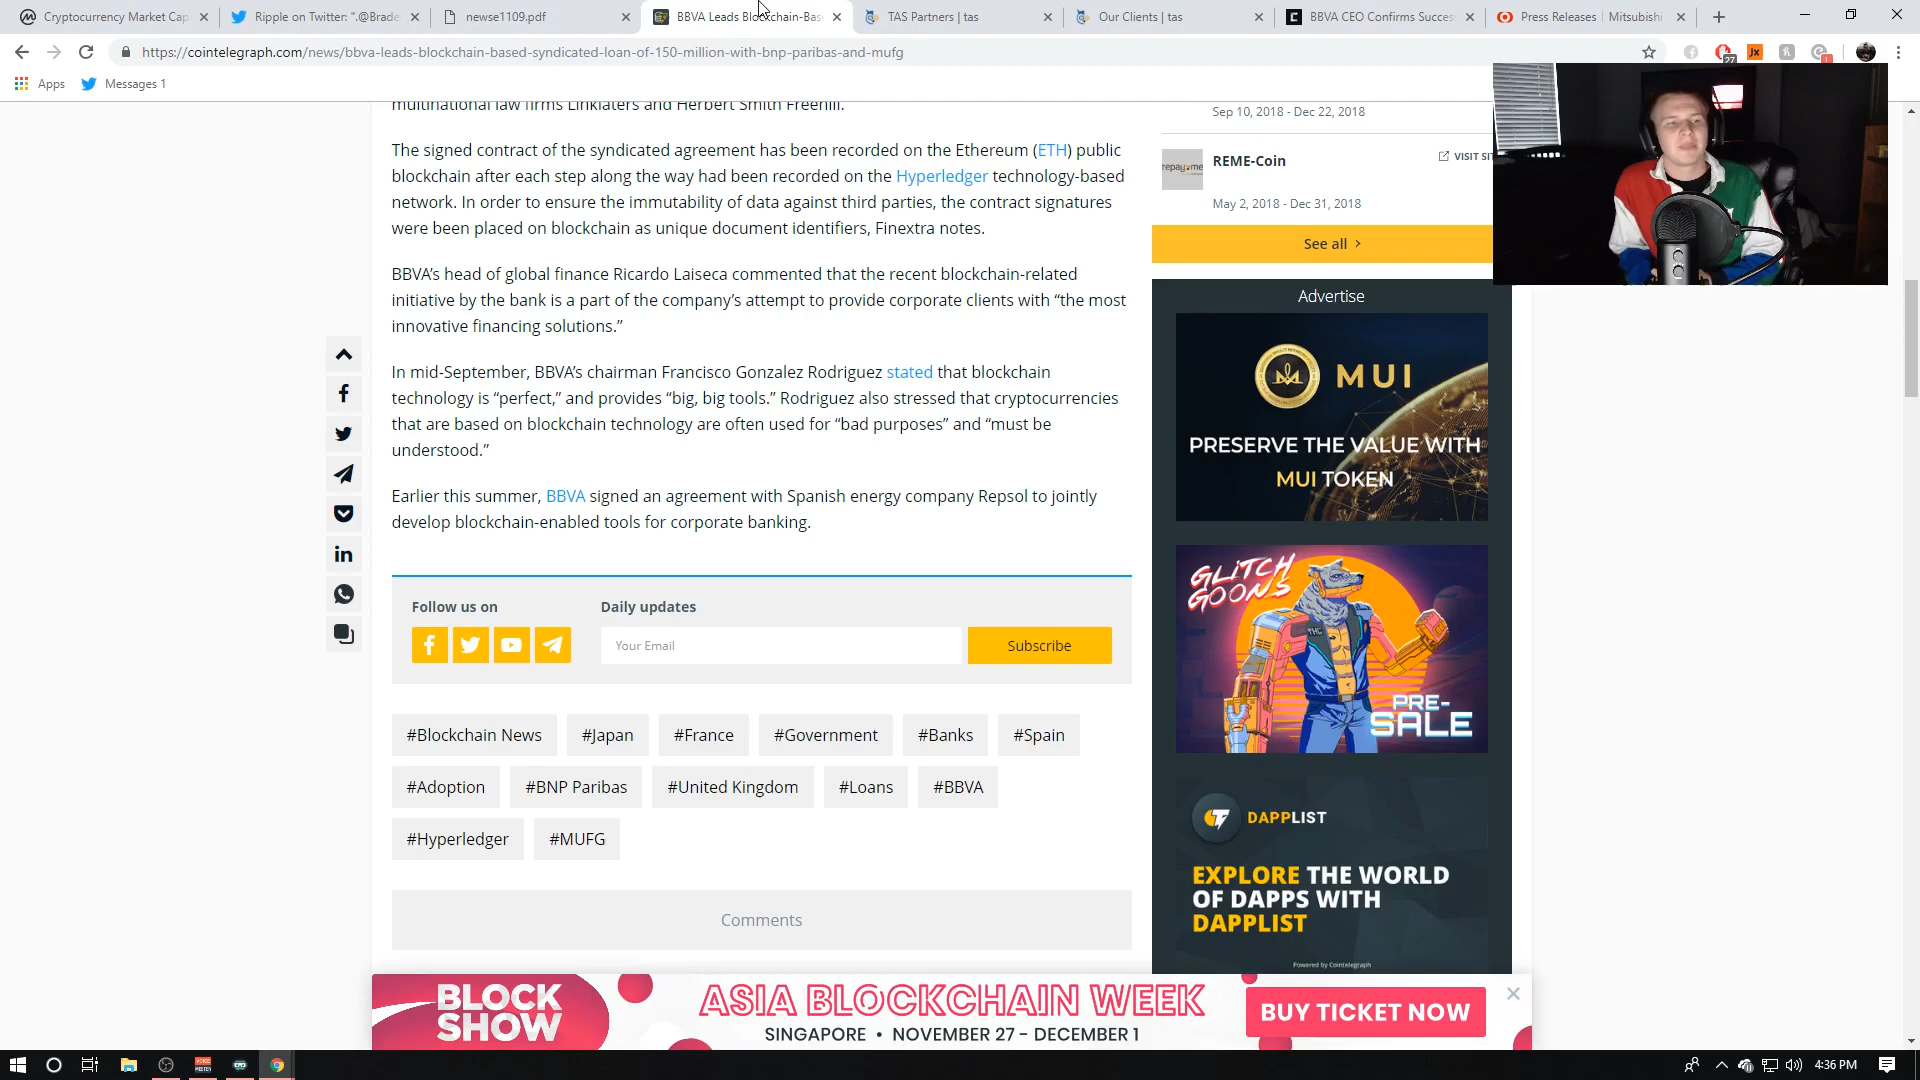 Cryptocurrency Market Cap
Ripple on Twitter: ".@Brade
newse1109.pdf
BBVA Leads Blockchain-Bas
TAS Partners | tas
Our Clients | tas
BBVA CEO Confirms Succes
Press Releases | Mitsubishi
https://cointelegraph.com/news/bbva-leads-blockchain-based-syndicated-loan-of-150-million-with-bnp-paribas-and-mufg
27
Jx
Apps
Messages 1
multinational law firms Linklaters and Herbert Smith Freehill.
The signed contract of the syndicated agreement has been recorded on the Ethereum (ETH) public
blockchain after each step along the way had been recorded on the Hyperledger technology-based
network. In order to ensure the immutability of data against third parties, the contract signatures
were been placed on blockchain as unique document identifiers, Finextra notes.
BBVA's head of global finance Ricardo Laiseca commented that the recent blockchain-related
initiative by the bank is a part of the company's attempt to provide corporate clients with “the most
innovative financing solutions.”
In mid-September, BBVA's chairman Francisco Gonzalez Rodriguez stated that blockchain
technology is “perfect,” and provides “big, big tools.” Rodriguez also stressed that cryptocurrencies
that are based on blockchain technology are often used for “bad purposes” and “must be
understood.”
Earlier this summer, BBVA signed an agreement with Spanish energy company Repsol to jointly
develop blockchain-enabled tools for corporate banking.
Follow us on
Daily updates
Your Email
Subscribe
#Blockchain News
#Japan
#France
#Government
#Banks
#Spain
#Adoption
#BNP Paribas
#United Kingdom
#Loans
#BBVA
#Hyperledger
#MUFG
Comments
Sep 10, 2018 - Dec 22, 2018
repayme
REME-Coin
VISIT SIT
May 2, 2018 - Dec 31, 2018
See all
Advertise
MUI
PRESERVE THE VALUE WITH
MUI TOKEN
GLITCH
GOONS
PRE-
SALE
DAPPLIST
EXPLORE THE WORLD
OF DAPPS WITH
DAPPLIST
Powered by Cointelegraph
BLOCK
SHOW
ASIA BLOCKCHAIN WEEK
SINGAPORE • NOVEMBER 27 - DECEMBER 1
BUY TICKET NOW
4:36 PM